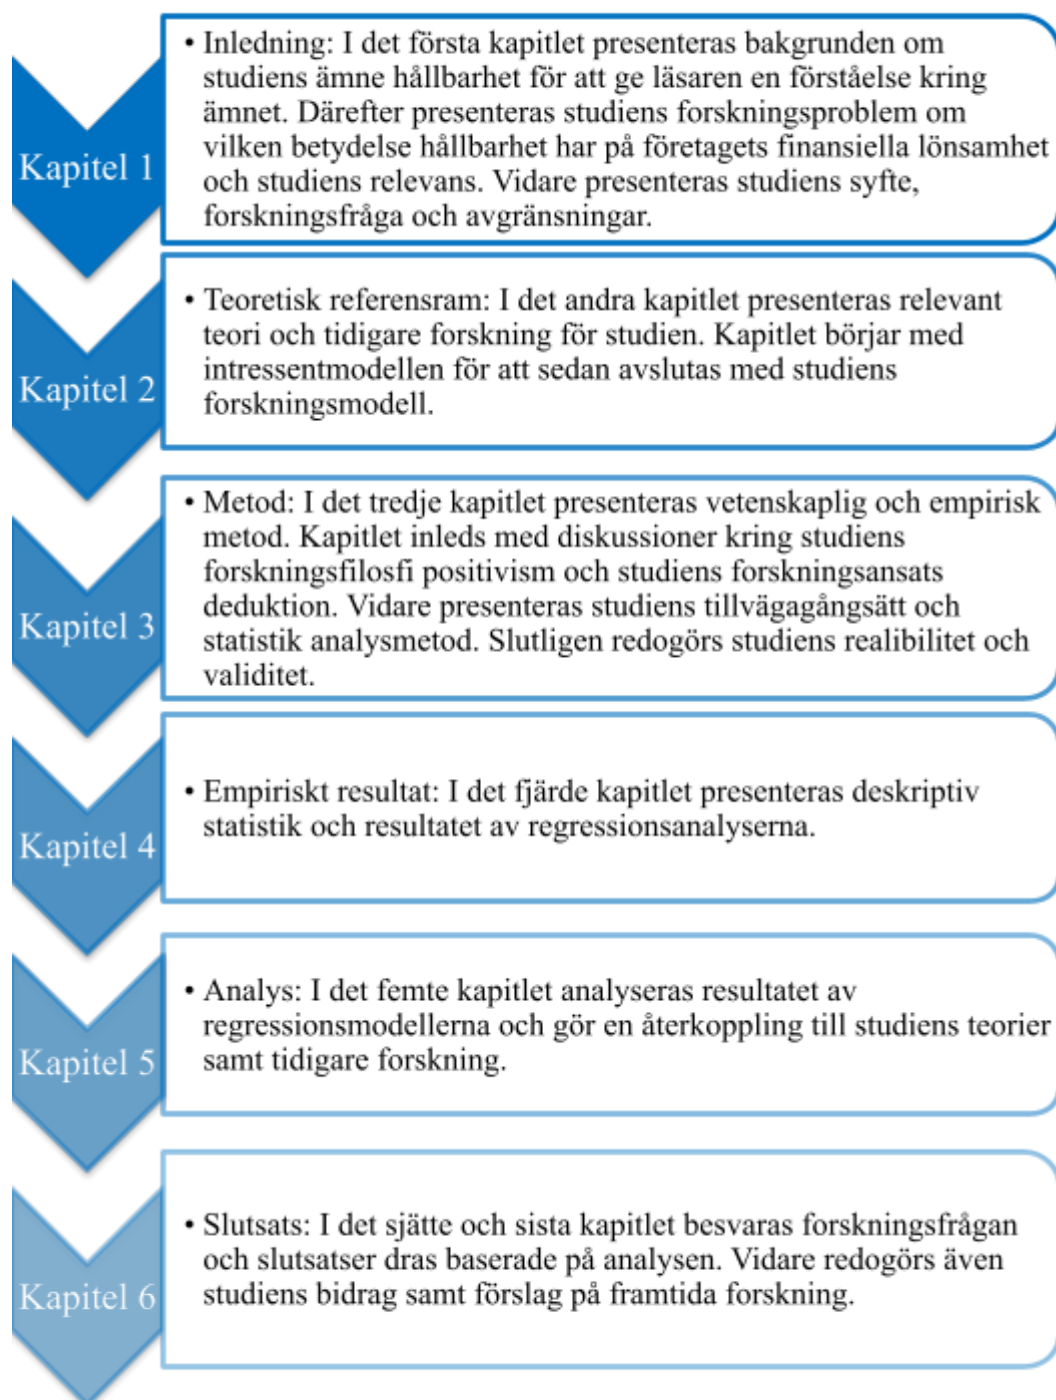 Kapitel 1
• Inledning: I det första kapitlet presenteras bakgrunden om
studiens ämne hållbarhet för att ge läsaren en förståelse kring
ämnet. Därefter presenteras studiens forskningsproblem om
vilken betydelse hållbarhet har på företagets finansiella lönsamhet
och studiens relevans. Vidare presenteras studiens syfte,
forskningsfråga och avgränsningar.
Kapitel 2
• Teoretisk referensram: I det andra kapitlet presenteras relevant
teori och tidigare forskning för studien. Kapitlet börjar med
intressentmodellen för att sedan avslutas med studiens
forskningsmodell.
Kapitel 3
• Metod: I det tredje kapitlet presenteras vetenskaplig och empirisk
metod. Kapitlet inleds med diskussioner kring studiens
forskningsfilosfi positivism och studiens forskningsansats
deduktion. Vidare presenteras studiens tillvägagångsätt och
statistik analysmetod. Slutligen redogörs studiens realibilitet och
validitet.
Kapitel 4
• Empiriskt resultat: I det fjärde kapitlet presenteras deskriptiv
statistik och resultatet av regressionsanalyserna.
Kapitel 5
• Analys: I det femte kapitlet analyseras resultatet av
regressionsmodellerna och gör en återkoppling till studiens teorier
samt tidigare forskning.
Kapitel 6
• Slutsats: I det sjätte och sista kapitlet besvaras forskningsfrågan
och slutsatser dras baserade på analysen. Vidare redogörs även
studiens bidrag samt förslag på framtida forskning.